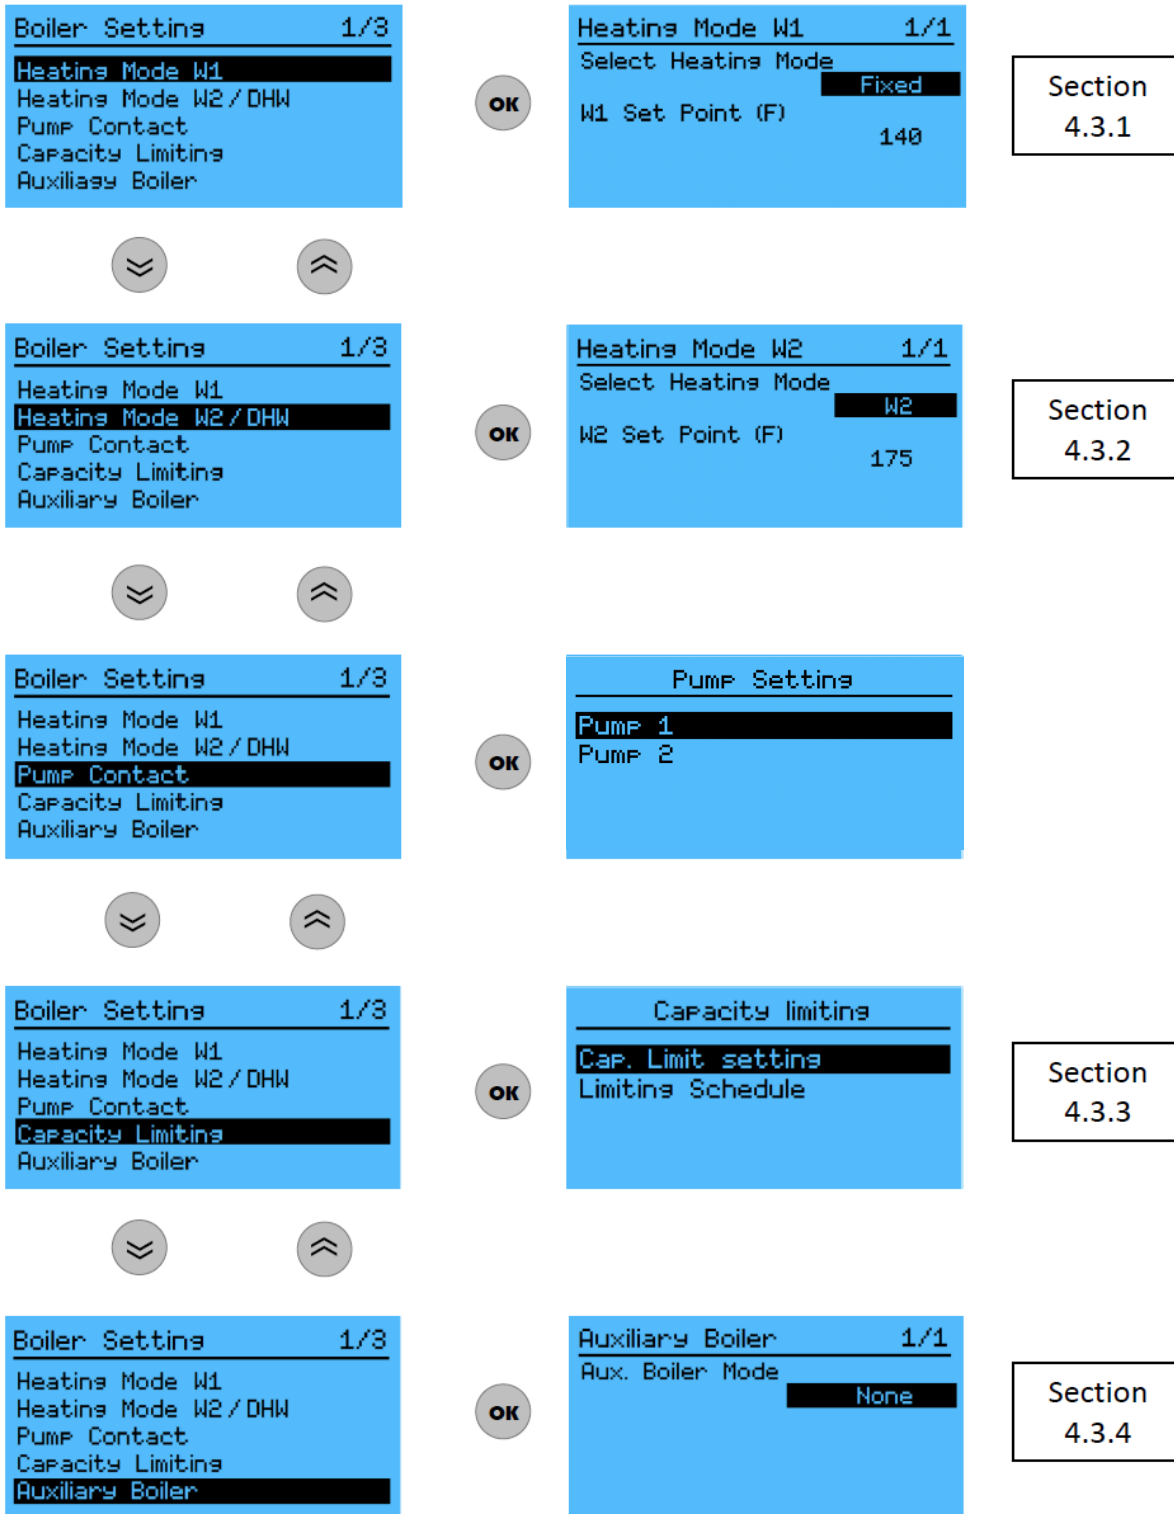 Boiler Setting 1/3
Heating Mode W1
Heating Mode W2/DHW
Pump Contact
Capacity Limiting
Auxiliagy Boiler
OK
Heating Mode W1 1/1
Select Heating Mode
Fixed
W1 Set Point (F)
140
Section
4.3.1
Boiler Setting 1/3
Heating Mode W1
Heating Mode W2/DHW
Pump Contact
Capacity Limiting
Auxiliary Boiler
OK
Heating Mode W2 1/1
Select Heating Mode
W2
W2 Set Point (F)
175
Section
4.3.2
Boiler Setting 1/3
Heating Mode W1
Heating Mode W2/DHW
Pump Contact
Capacity Limiting
Auxiliary Boiler
OK
Pump Setting
Pump 1
Pump 2
Boiler Setting 1/3
Heating Mode W1
Heating Mode W2/DHW
Pump Contact
Capacity Limiting
Auxiliary Boiler
OK
Capacity limiting
Cap. Limit setting
Limiting Schedule
Section
4.3.3
Boiler Setting 1/3
Heating Mode W1
Heating Mode W2/DHW
Pump Contact
Capacity Limiting
Auxiliary Boiler
OK
Auxiliary Boiler 1/1
Aux. Boiler Mode
None
Section
4.3.4